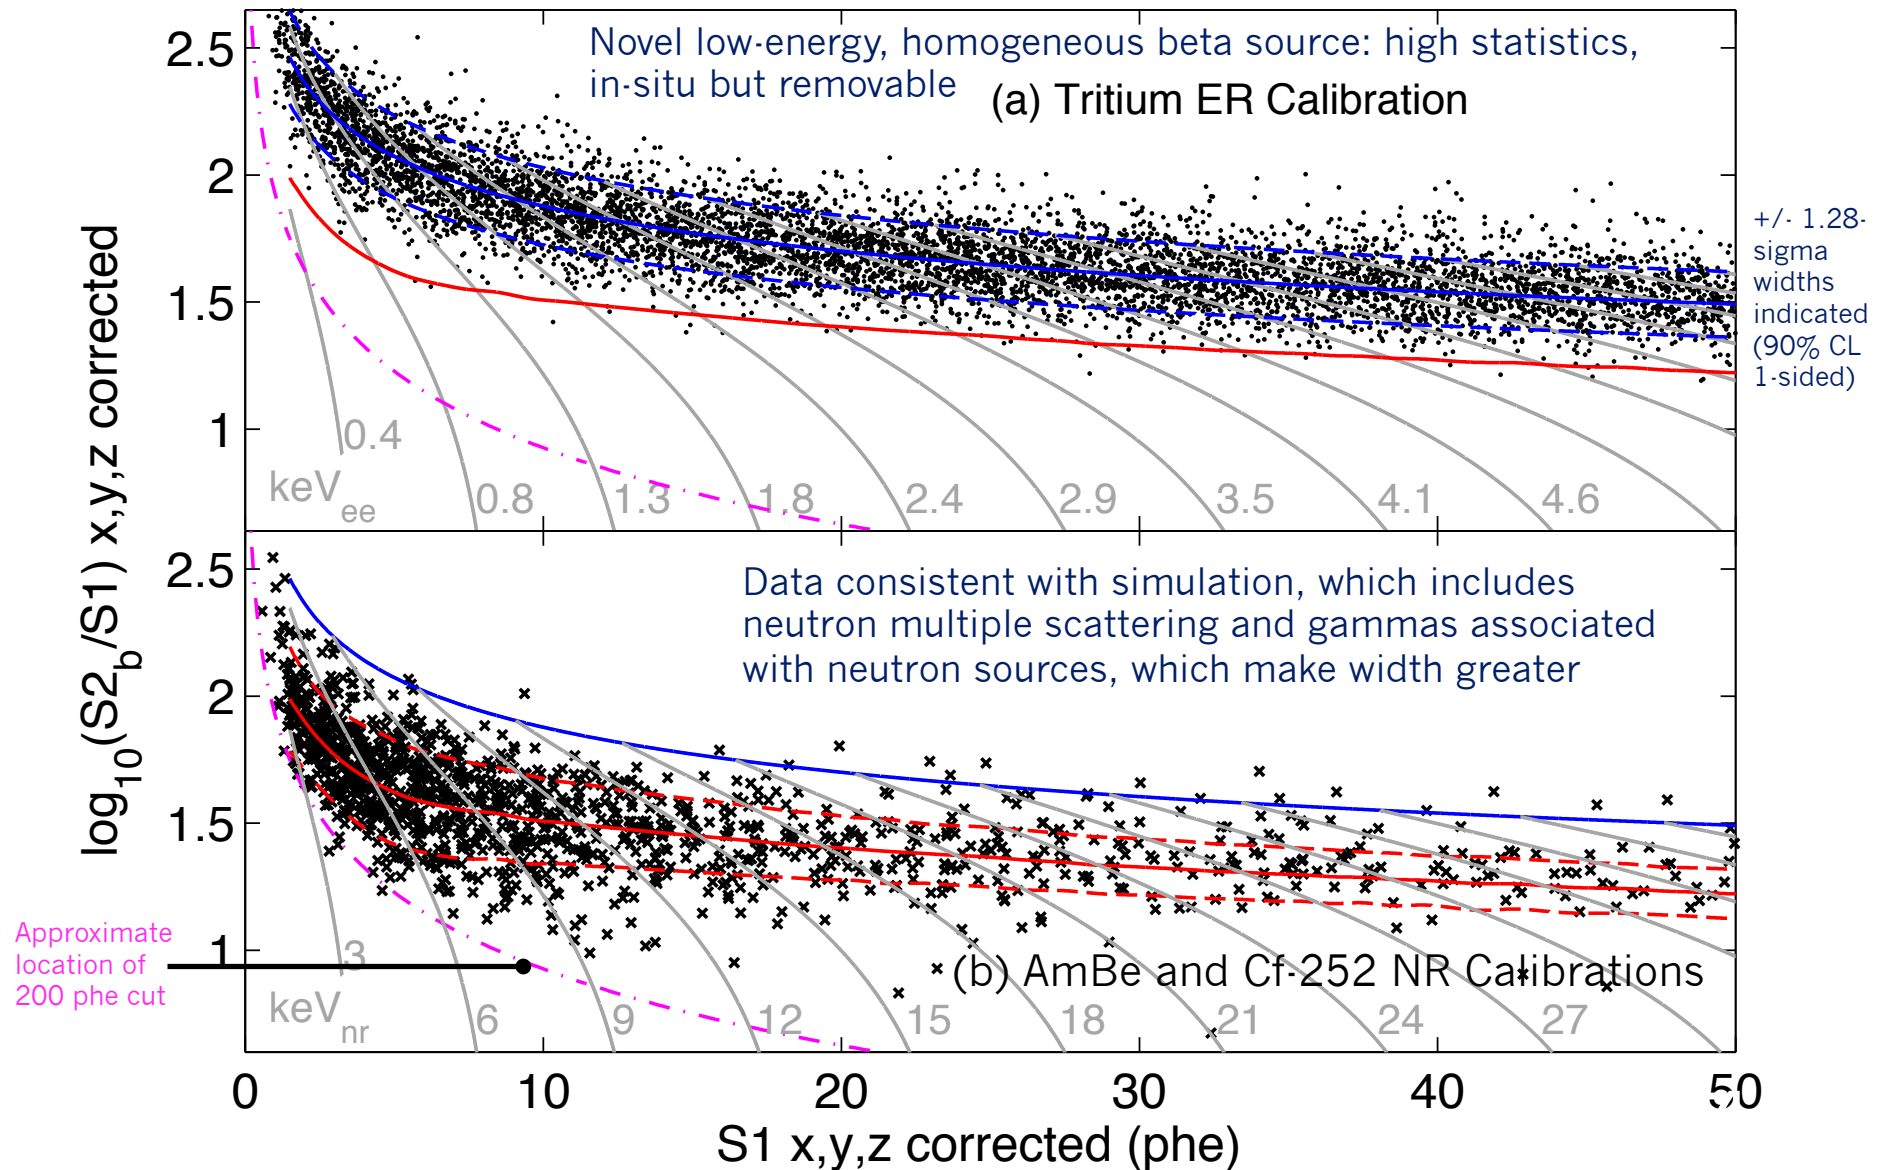 2.5
2
1.5
1
Novel low-energy, homogeneous beta source: high statistics,
in-situ but removable
(a) Tritium ER Calibration
+/- 1.28-
sigma
widths
indicated
(90% CL
1-sided)
0.4
keVee
0.8
1.3
1.8
2.4
2.9
3.5
4.1
4.6
log10(S2b/S1) x,y,z corrected
2.5
2
1.5
1
Data consistent with simulation, which includes
neutron multiple scattering and gammas associated
with neutron sources, which make width greater
Approximate
location of
200 phe cut
(b) AmBe and Cf-252 NR Calibrations
3
keVnr
6
9
12
15
18
21
24
27
0
10
20
30
40
50
S1 x,y,z corrected (phe)